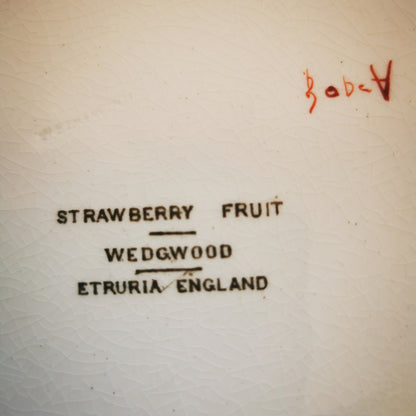 STRAWBERRY FRUIT
WEDGWOOD
ETRURIA ENGLAND